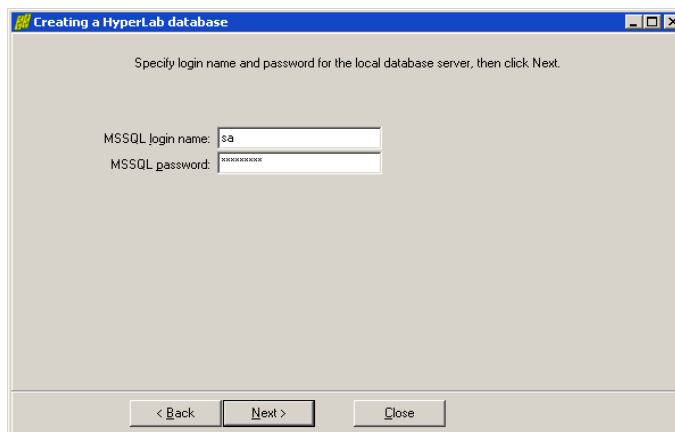 Creating a HyperLab database
Specify login name and password for the local database server, then click Next.
MSSQL login name: sa
MSSQL password: *********
< Back Next > Close